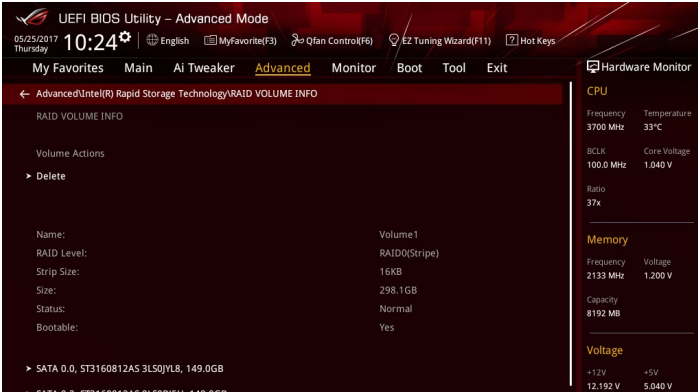 UEFI BIOS Utility – Advanced Mode
05/25/2017 Thursday 10:24 English MyFavorite(F3) Qfan Control(F6) EZ Tuning Wizard(F11) Hot Keys
My Favorites Main Ai Tweaker Advanced Monitor Boot Tool Exit
← Advanced\Intel(R) Rapid Storage Technology\RAID VOLUME INFO
RAID VOLUME INFO
Volume Actions
> Delete
Name: Volume1
RAID Level: RAID0(Stripe)
Strip Size: 16KB
Size: 298.1GB
Status: Normal
Bootable: Yes
> SATA 0.0, ST3160812AS 3LS0JYL8, 149.0GB
Hardware Monitor
CPU
Frequency Temperature
3700 MHz 33°C
BCLK Core Voltage
100.0 MHz 1.040 V
Ratio
37x
Memory
Frequency Voltage
2133 MHz 1.200 V
Capacity
8192 MB
Voltage
+12V +5V
12.192 V 5.040 V